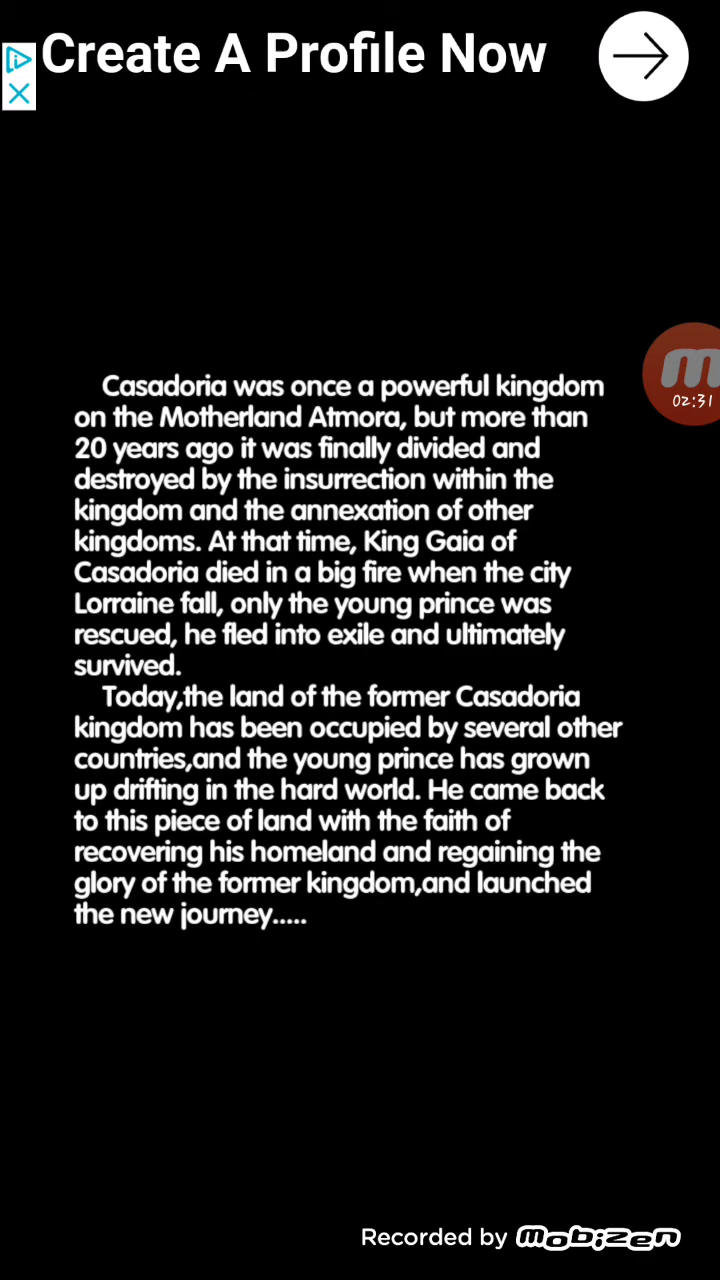 Create A Profile Now
02:31
Casadoria was once a powerful kingdom
on the Motherland Atmora, but more than
20 years ago it was finally divided and
destroyed by the insurrection within the
kingdom and the annexation of other
kingdoms. At that time, King Gaia of
Casadoria died in a big fire when the city
Lorraine fall, only the young prince was
rescued, he fled into exile and ultimately
survived.
Today,the land of the former Casadoria
kingdom has been occupied by several other
countries,and the young prince has grown
up drifting in the hard world. He came back
to this piece of land with the faith of
recovering his homeland and regaining the
glory of the former kingdom,and launched
the new journey.....
Recorded by mobizen